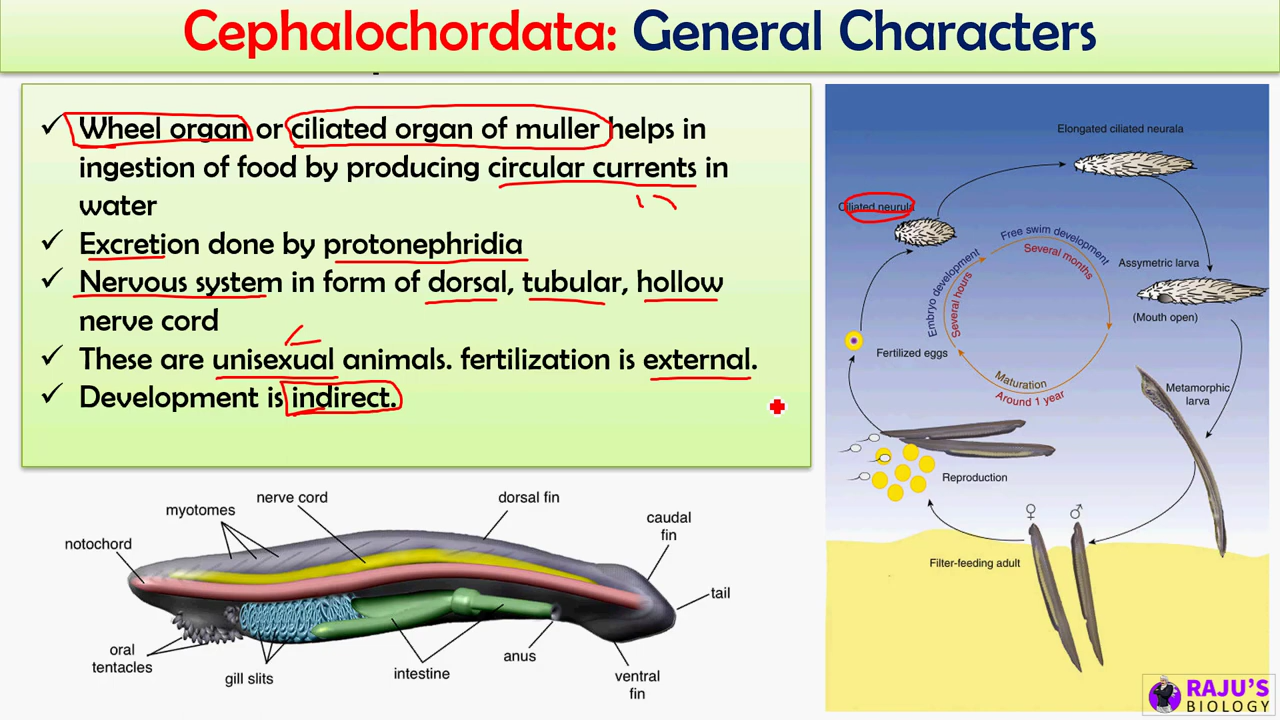 Cephalochordata: General Characters
Wheel organ or ciliated organ of muller helps in
ingestion of food by producing circular currents in
water
Excretion done by protonephridia
Nervous system in form of dorsal, tubular, hollow
nerve cord
These are unisexual animals. fertilization is external.
Development is indirect.
nerve cord
dorsal fin
myotomes
caudal
fin
notochord
tail
oral
tentacles
gill slits
intestine
anus
ventral
fin
Elongated ciliated neurala
Ciliated neurula
Free swim development
Several months
Assymetric larva
(Mouth open)
Embryo development
Several hours
Fertilized eggs
Maturation
Around 1 year
Metamorphic
larva
Reproduction
♀ ♂
Filter-feeding adult
RAJU'S
BIOLOGY